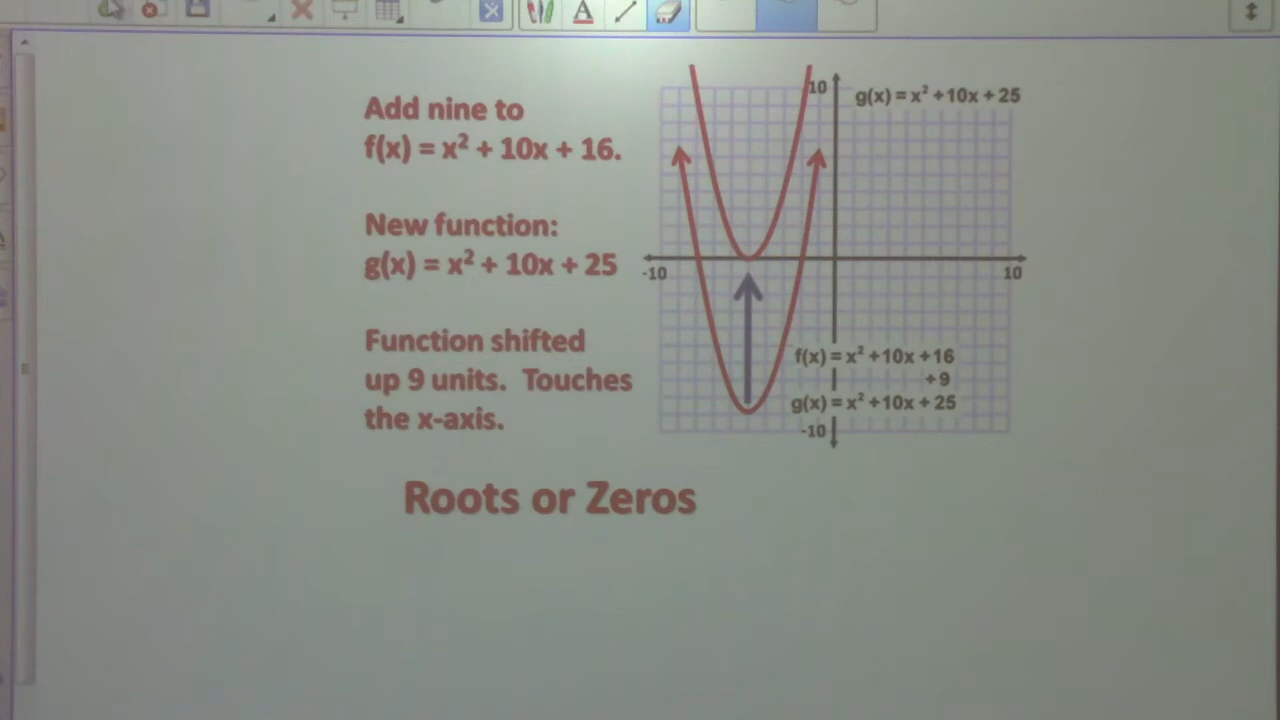 Add nine to
f(x) = x² + 10x + 16.
New function:
g(x) = x² + 10x + 25
Function shifted
up 9 units. Touches
the x-axis.
10
g(x) = x² + 10x + 25
-10
10
f(x) = x² + 10x + 16
+9
g(x) = x² + 10x + 25
-10
Roots or Zeros